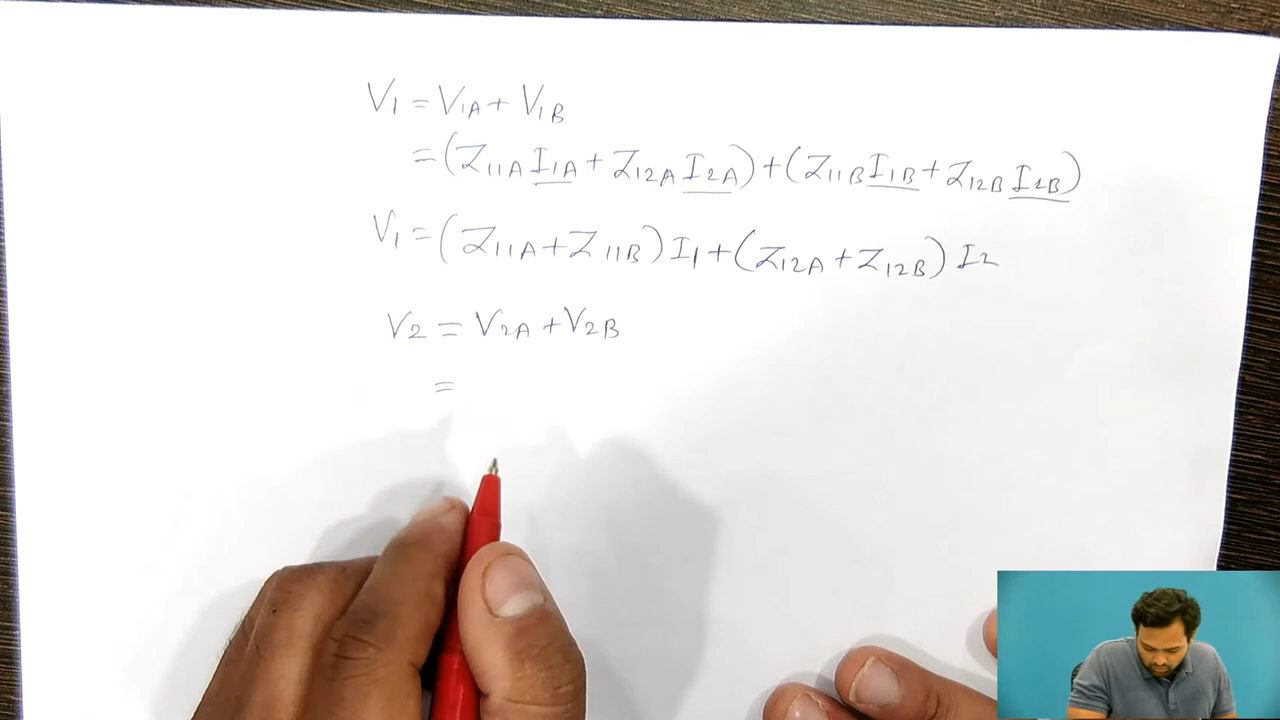 V1 = V1A + V1B
= (Z11A I1A + Z12A I2A) + (Z11B I1B + Z12B I2B)
V1 = (Z11A + Z11B) I1 + (Z12A + Z12B) I2
V2 = V2A + V2B
=